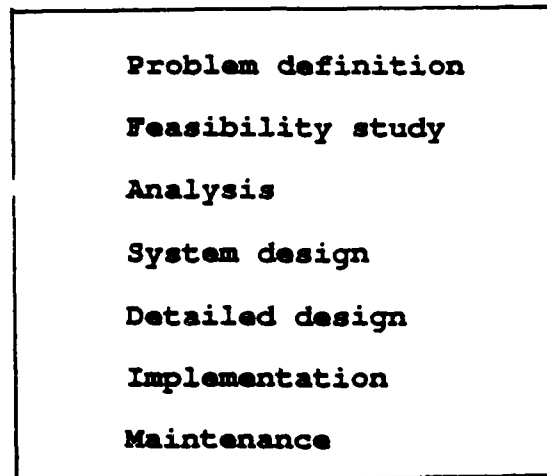 Problem definition
Feasibility study
Analysis
System design
Detailed design
Implementation
Maintenance